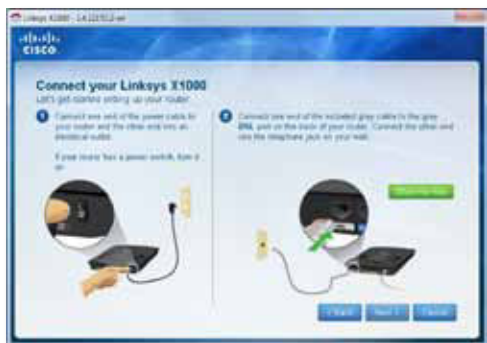 Linksys X1000
CISCO
Connect your Linksys X1000
Let's get started setting up your router.
1
Connect one end of the power cable to
your router and the other end into an
electrical outlet.
If your router has a power switch, turn it
on.
2
Connect one end of the included gray cable to the gray
DSL port on the back of your router. Connect the other end
into the telephone jack on your wall.
Back
Next
Cancel